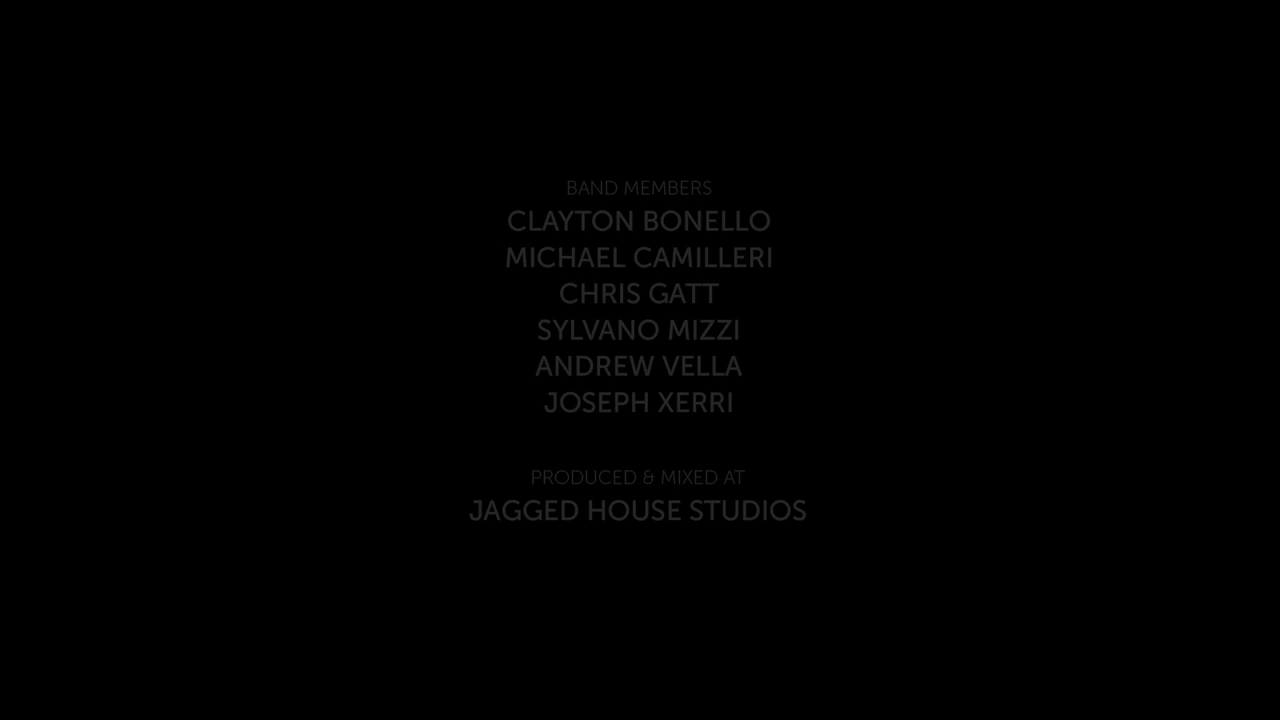 BAND MEMBERS
CLAYTON BONELLO
MICHAEL CAMILLERI
CHRIS GATT
SYLVANO MIZZI
ANDREW VELLA
JOSEPH XERRI
PRODUCED & MIXED AT
JAGGED HOUSE STUDIOS